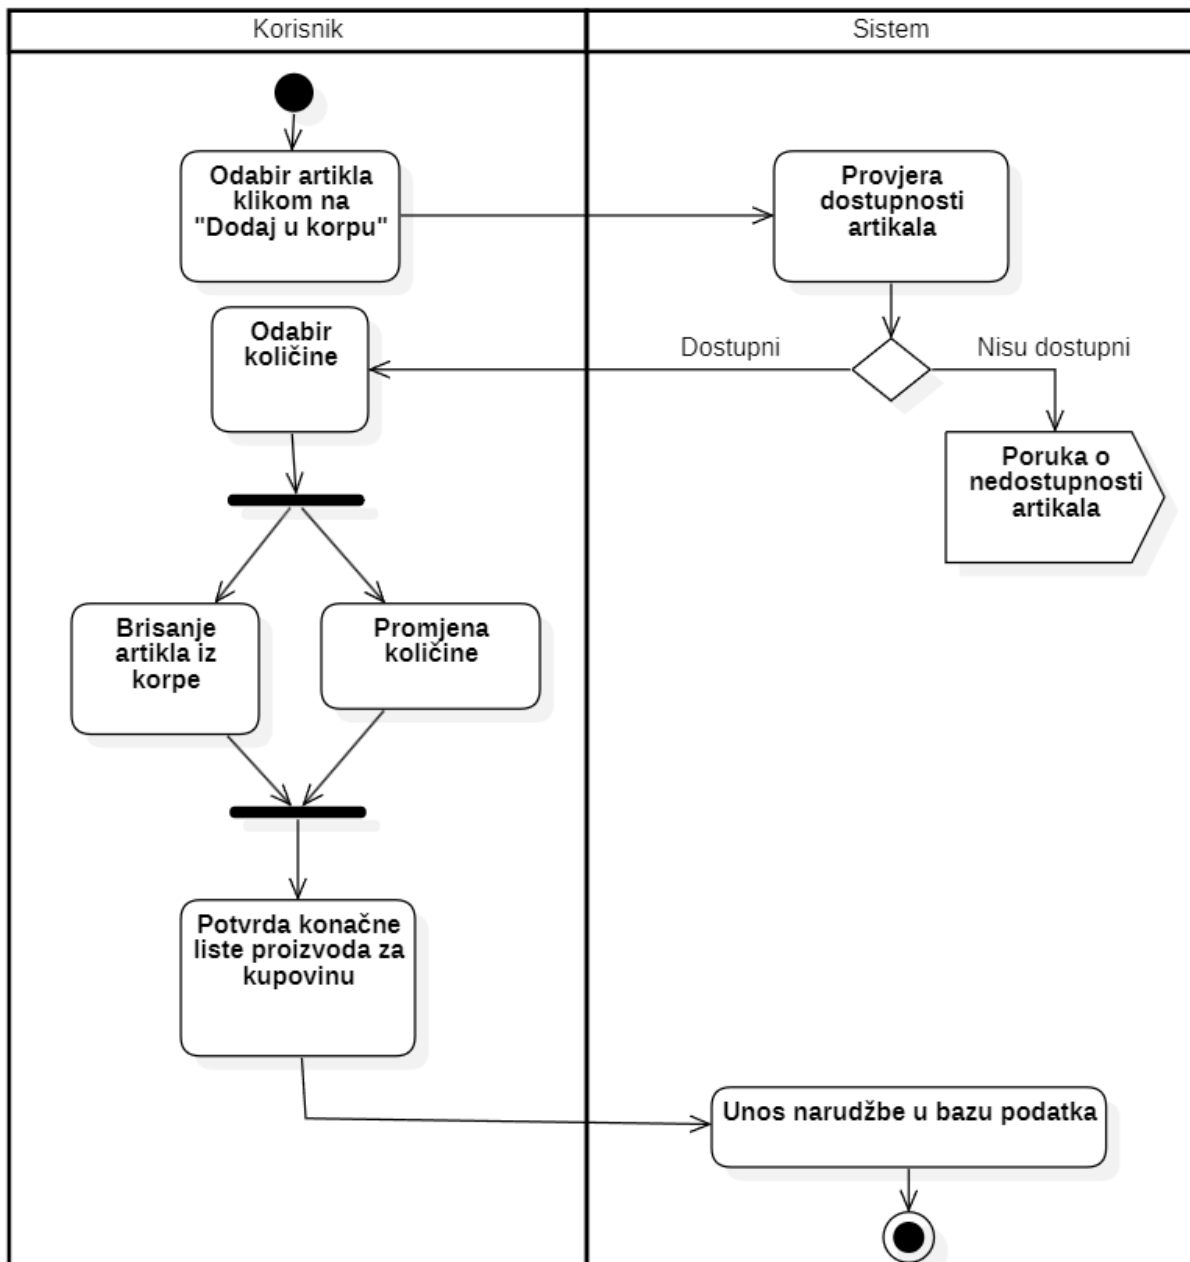 Korisnik
Sistem
Odabir artikla
klikom na
"Dodaj u korpu"
Provjera
dostupnosti
artikala
Odabir
količine
Dostupni
Nisu dostupni
Poruka o
nedostupnosti
artikala
Brisanje
artikla iz
korpe
Promjena
količine
Potvrda konačne
liste proizvoda za
kupovinu
Unos narudžbe u bazu podatka